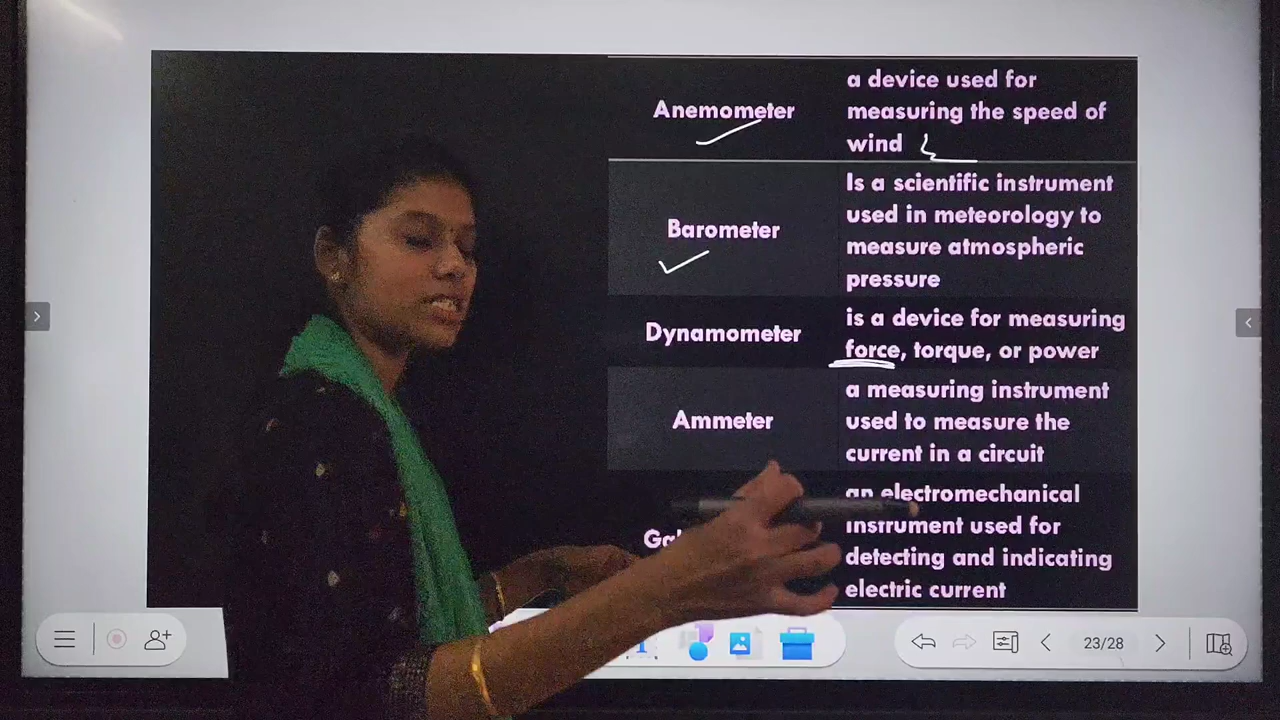 Anemometer
a device used for
measuring the speed of
wind
Barometer
Is a scientific instrument
used in meteorology to
measure atmospheric
pressure
Dynamometer
is a device for measuring
force, torque, or power
Ammeter
a measuring instrument
used to measure the
current in a circuit
an electromechanical
instrument used for
detecting and indicating
electric current
23/28